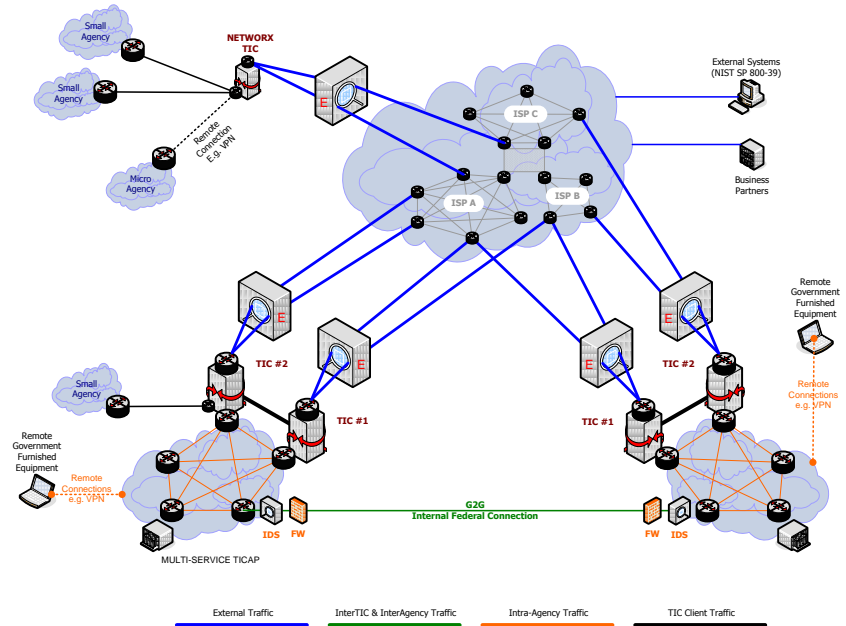 Small
Agency
NETWORX
TIC
E
Small
Agency
Remote
Connection
E.g. VPN
Micro
Agency
ISP C
ISP A
ISP B
External Systems
(NIST SP 800-39)
Business
Partners
E
TIC #2
E
TIC #1
Small
Agency
Remote
Government
Furnished
Equipment
Remote
Connections
e.g. VPN
MULTI-SERVICE TICAP
IDS
FW
G2G
Internal Federal Connection
FW
IDS
E
TIC #2
E
TIC #1
Remote
Government
Furnished
Equipment
Remote
Connections
e.g. VPN
External Traffic
InterTIC & InterAgency Traffic
Intra-Agency Traffic
TIC Client Traffic